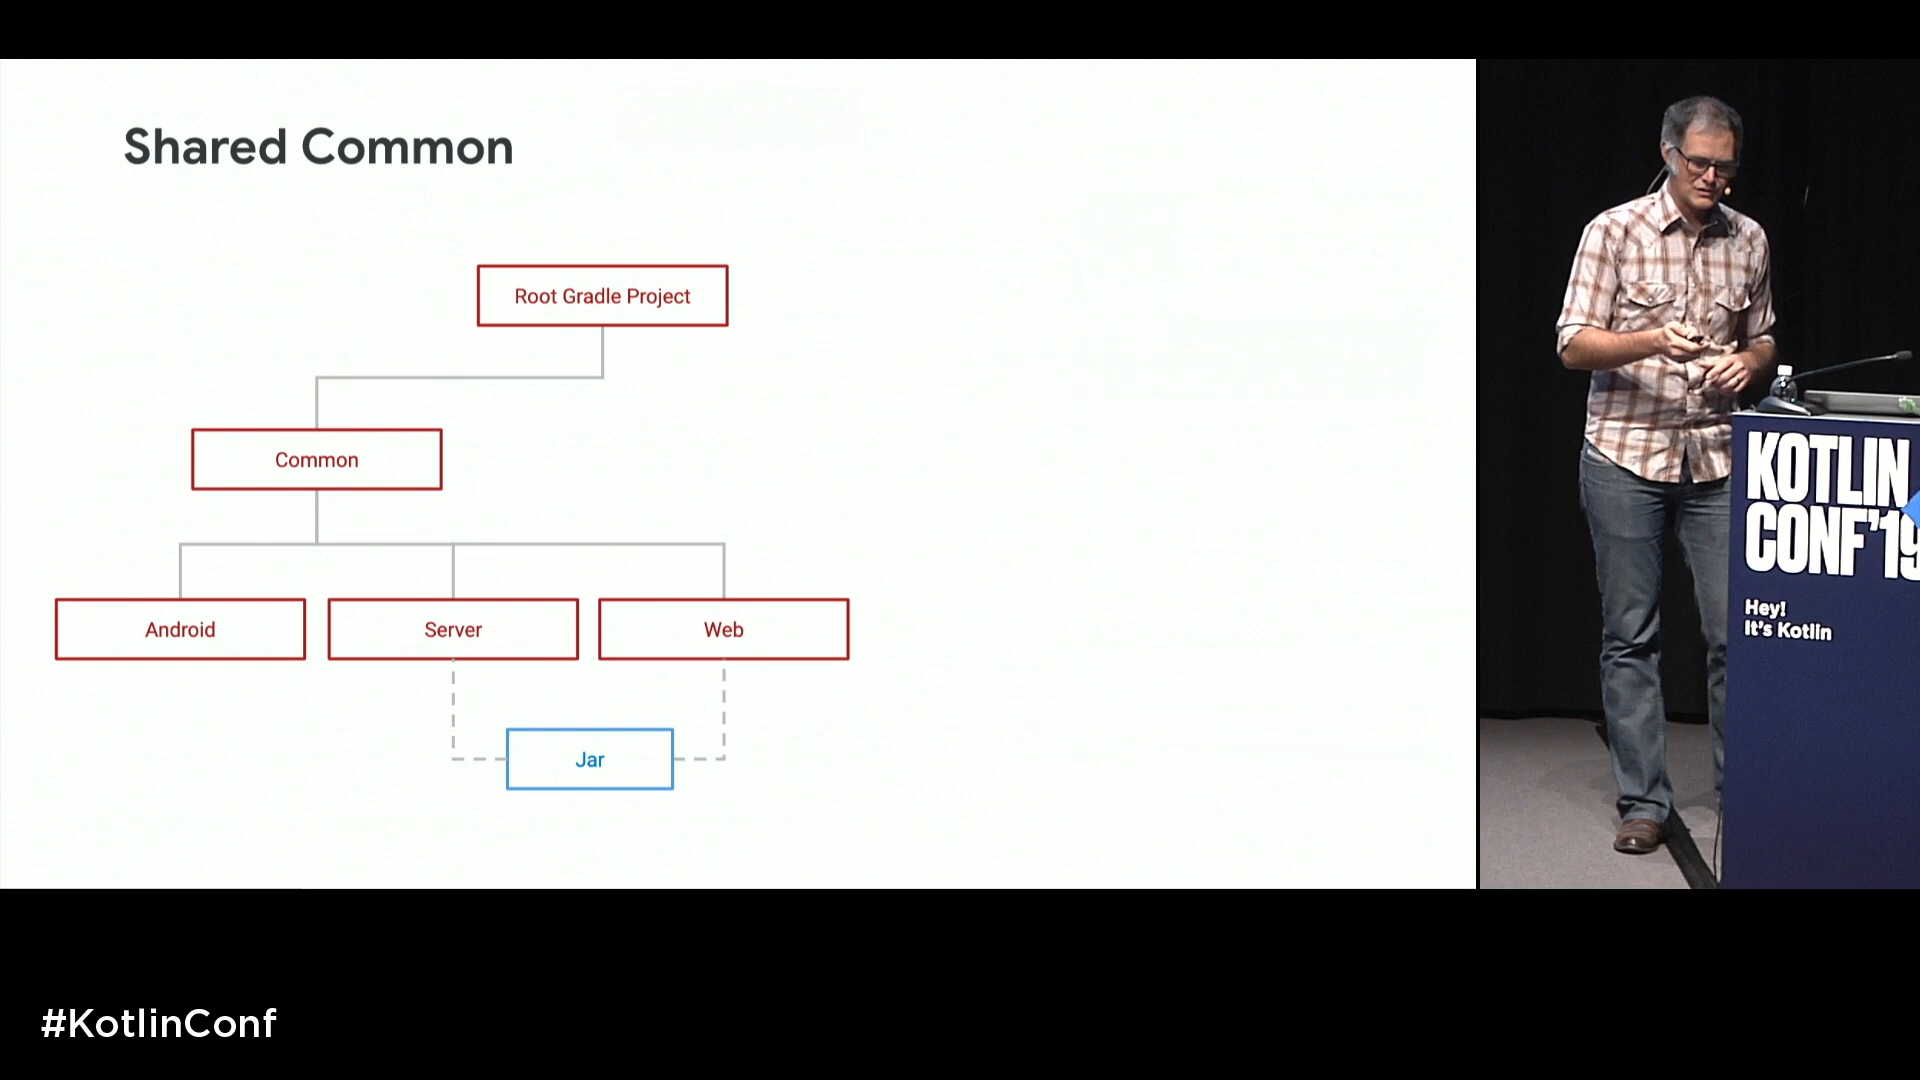 Shared Common
Root Gradle Project
Common
Android
Server
Web
Jar
KOTLIN
CONF'19
Hey!
It's Kotlin
#KotlinConf